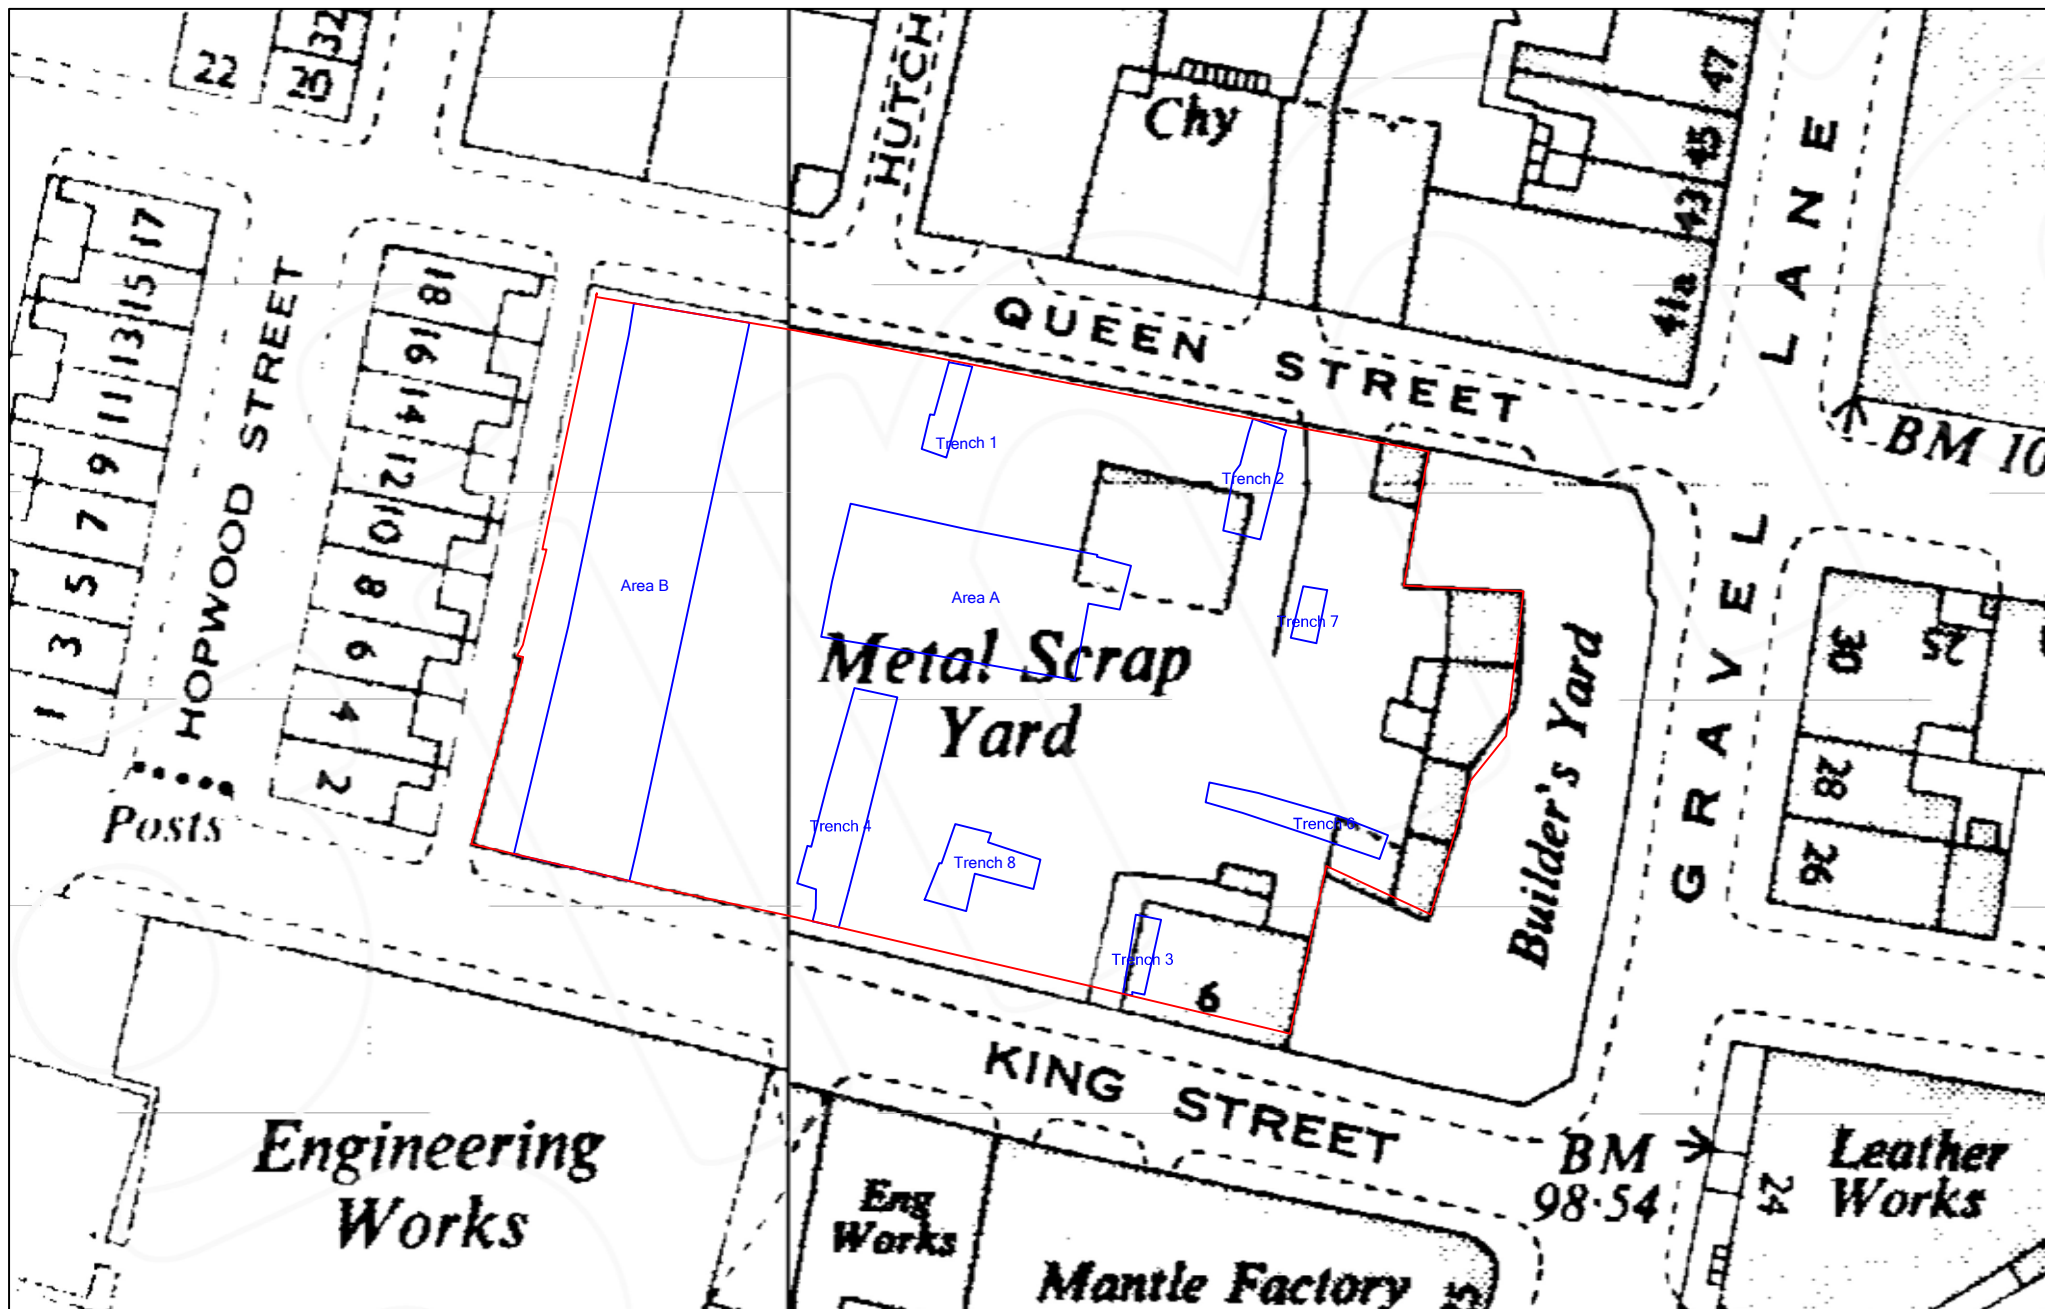 22
20
32
HUTCH
Chy
47
45
43
41a
LANE
17
15
13
11
9
7
5
3
1
HOPWOOD STREET
18
16
14
12
10
8
6
4
2
Posts
QUEEN STREET
BM 10
Trench 1
Trench 2
Area B
Area A
Trench 7
Metal Scrap
Yard
Trench 4
Trench 8
Trench 6
Trench 3
6
Builder's Yard
GRAVEL
30
25
28
26
KING STREET
Engineering
Works
Eng
Works
Mantle Factory
BM
98·54
24
Leather
Works